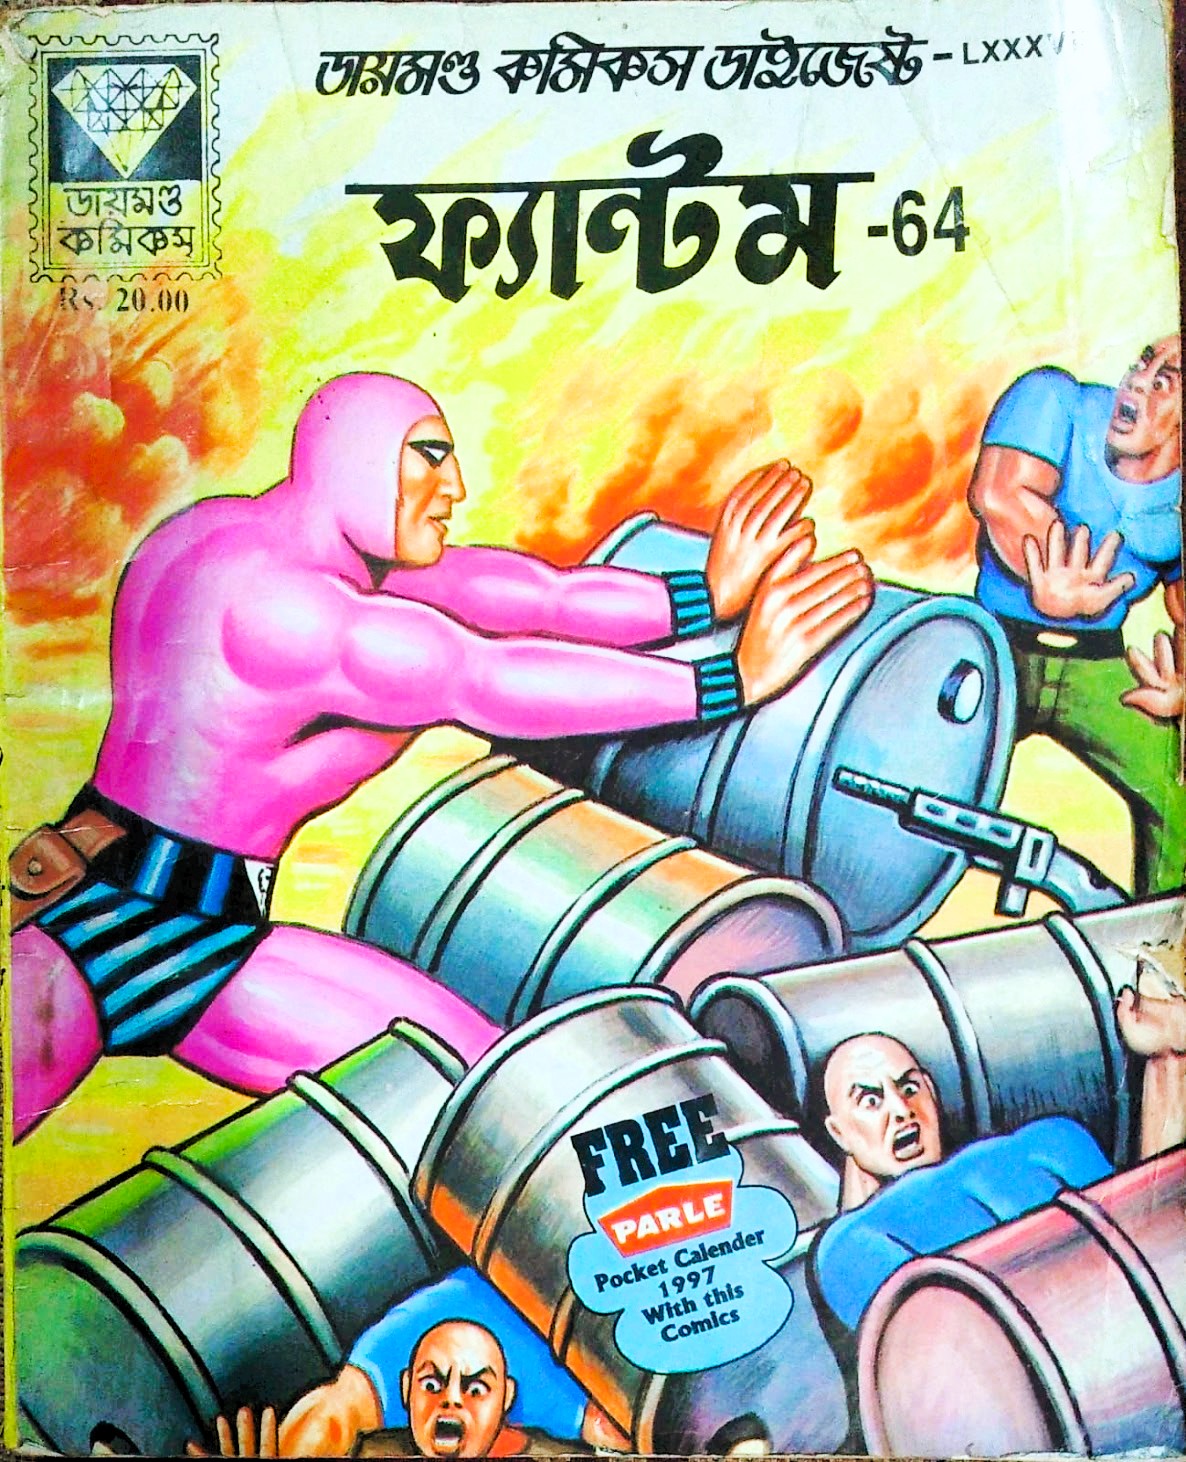 ডায়মণ্ড কমিকস ডাইজেষ্ট - LXXXV
ডায়মণ্ড
কমিকস্
Rs. 20.00
ফ্যান্টম -64
FREE
PARLE
Pocket Calender
1997
With this
Comics